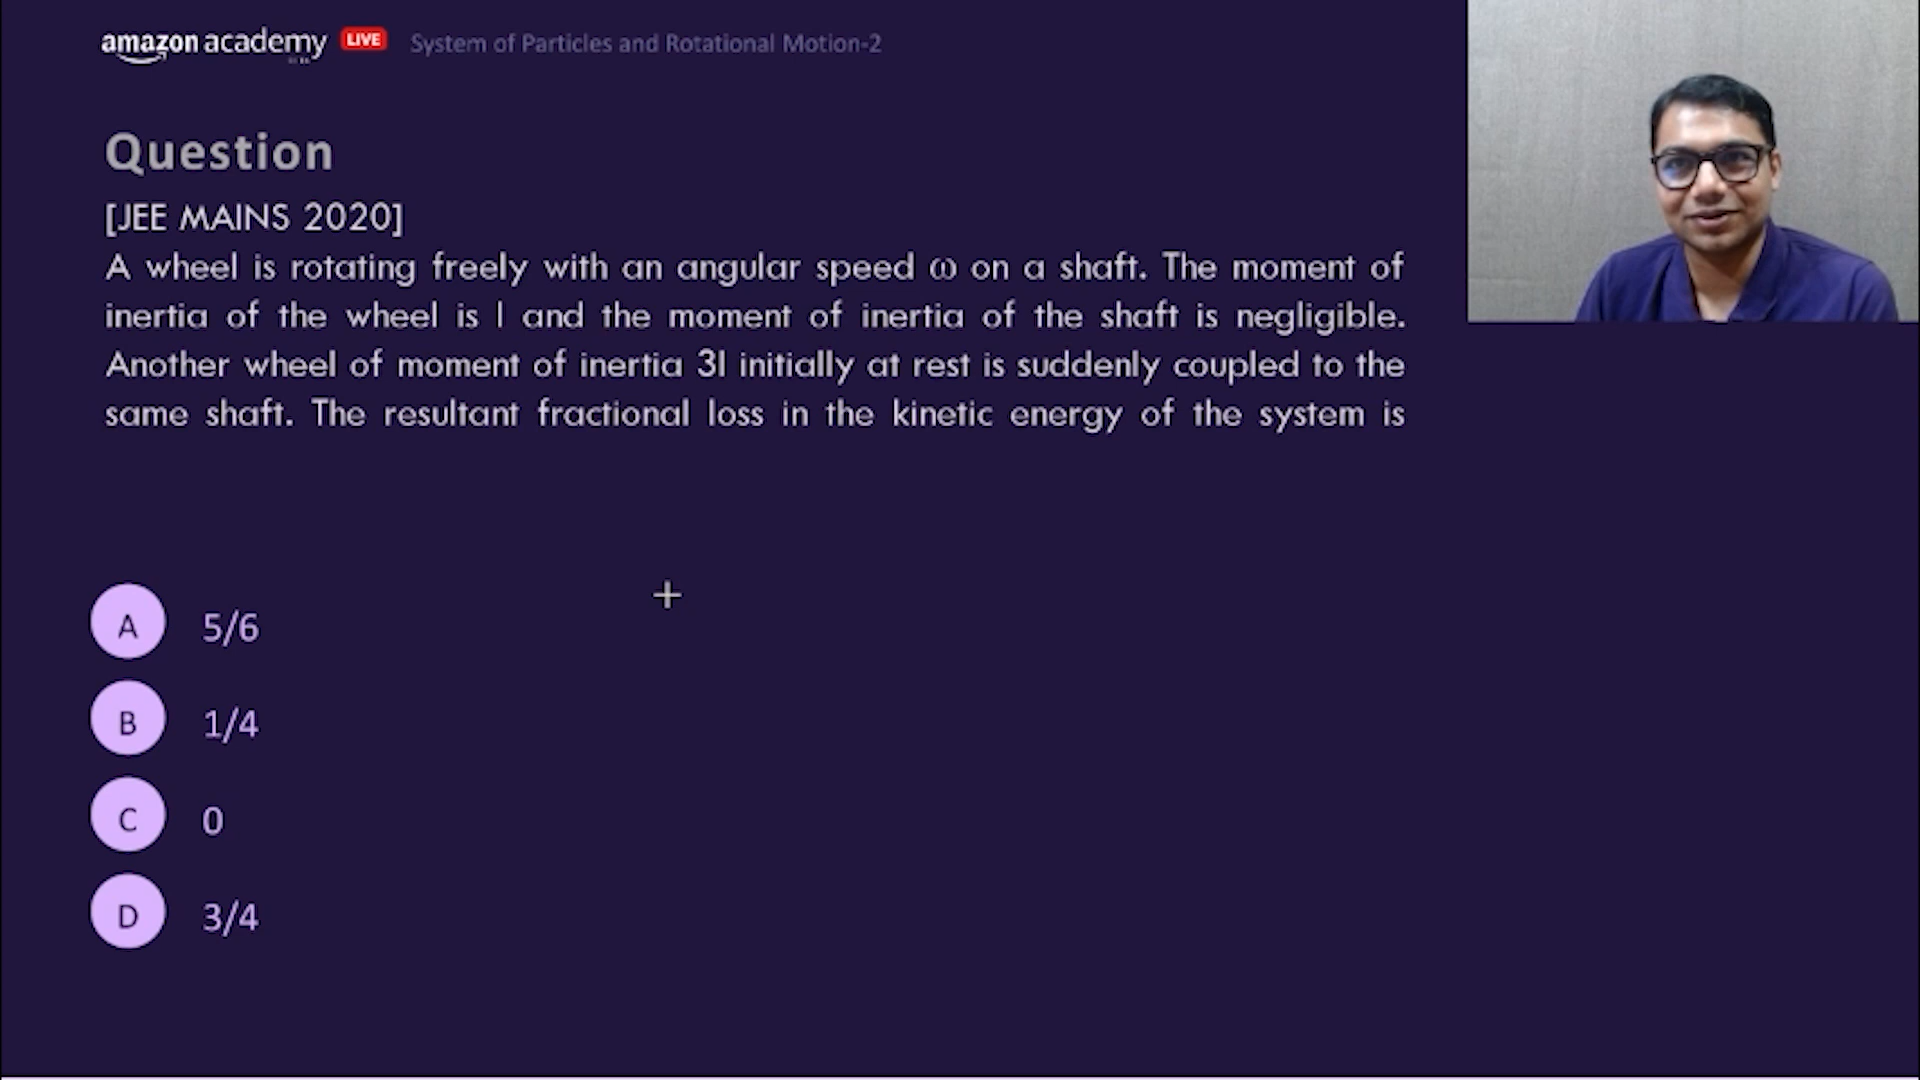 amazon academy LIVE System of Particles and Rotational Motion-2
Question
[JEE MAINS 2020]
A wheel is rotating freely with an angular speed ω on a shaft. The moment of
inertia of the wheel is I and the moment of inertia of the shaft is negligible.
Another wheel of moment of inertia 3I initially at rest is suddenly coupled to the
same shaft. The resultant fractional loss in the kinetic energy of the system is
A 5/6
B 1/4
C 0
D 3/4